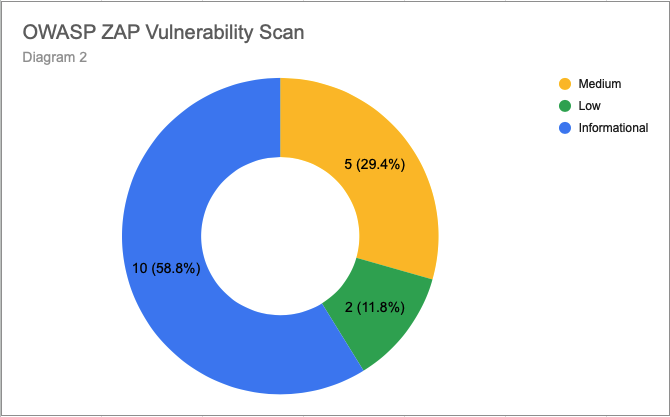 OWASP ZAP Vulnerability Scan
Diagram 2
Medium
Low
Informational
5 (29.4%)
10 (58.8%)
2 (11.8%)